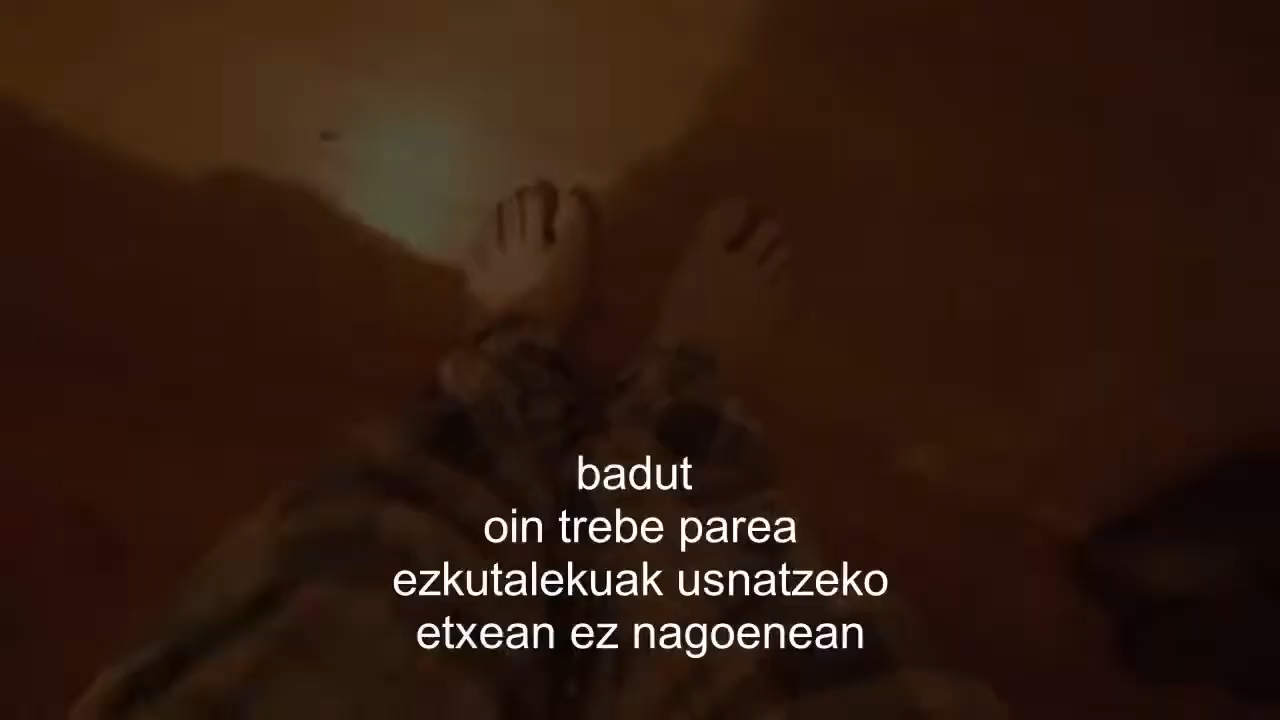 badut
oin trebe parea
ezkutalekuak usnatzeko
etxean ez nagoenean